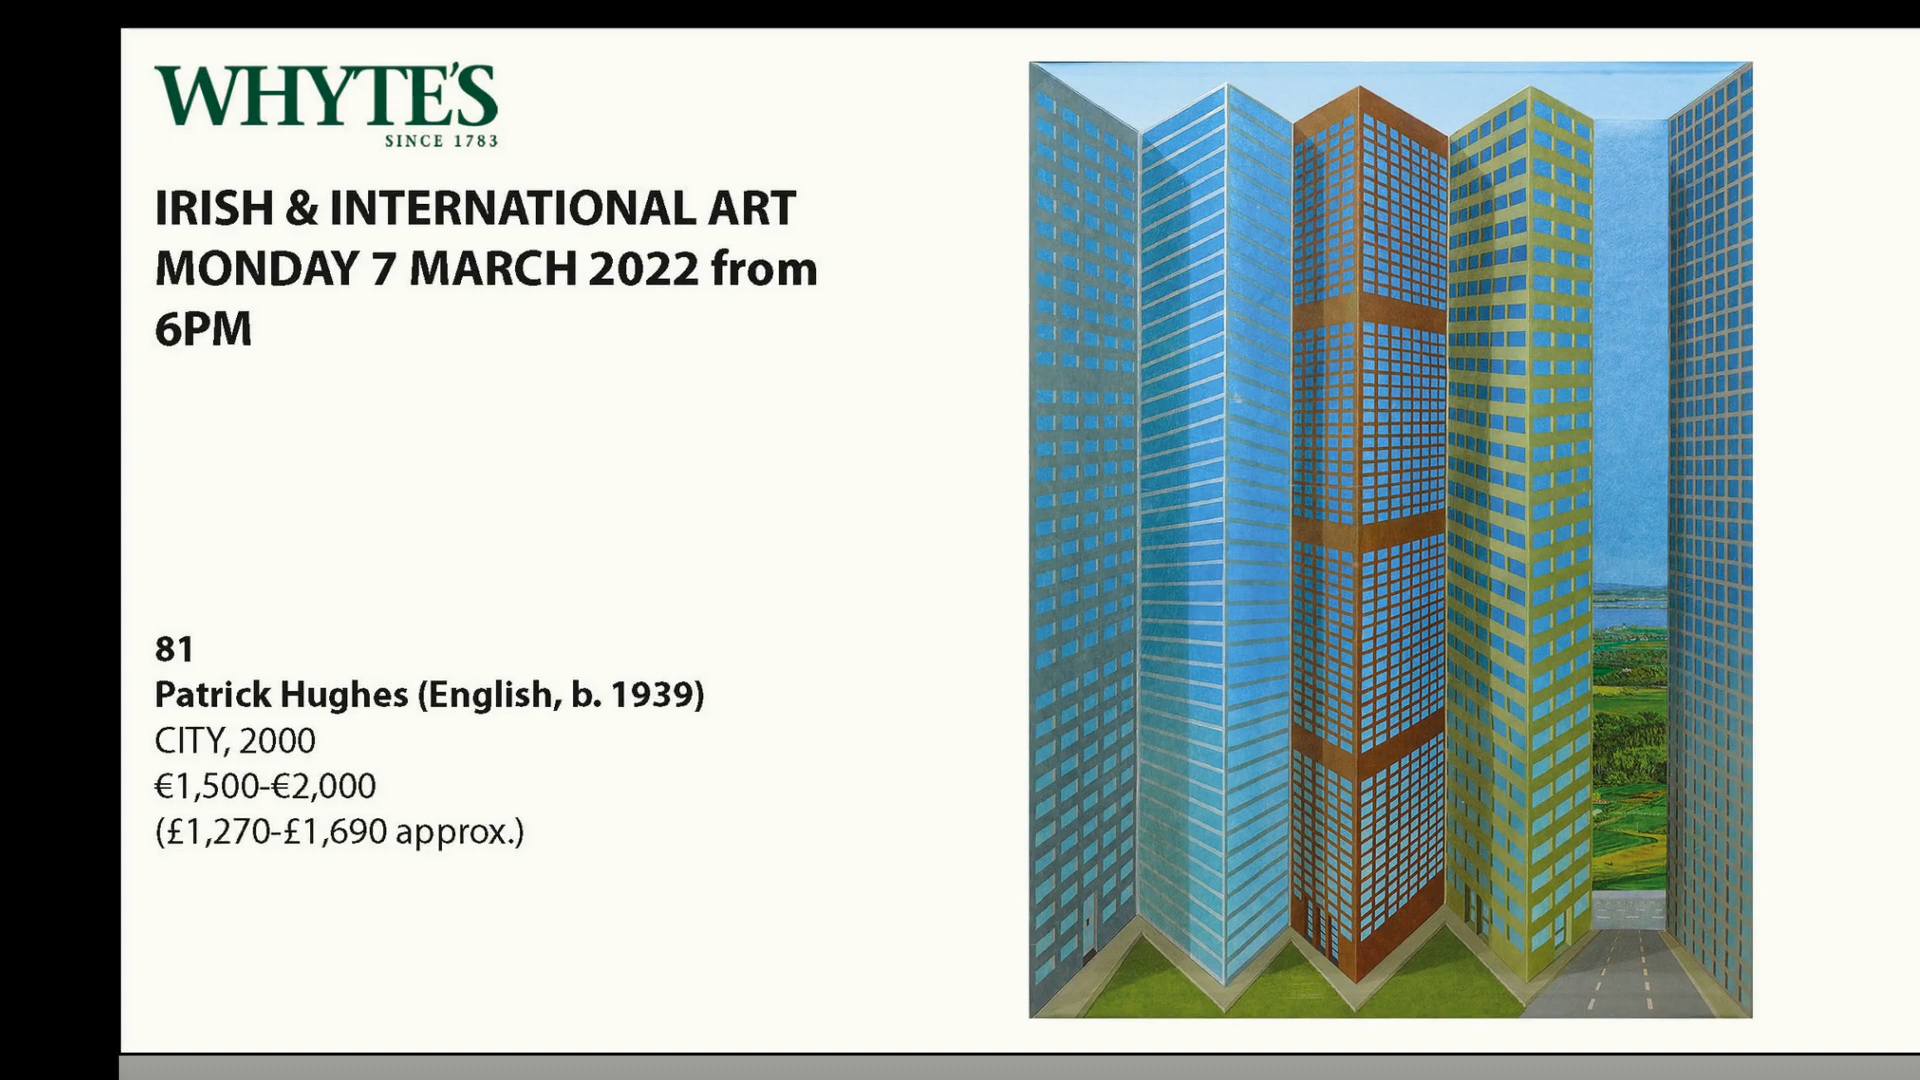 WHYTE'S
SINCE 1783
IRISH & INTERNATIONAL ART
MONDAY 7 MARCH 2022 from
6PM
81
Patrick Hughes (English, b. 1939)
CITY, 2000
€1,500-€2,000
(£1,270-£1,690 approx.)